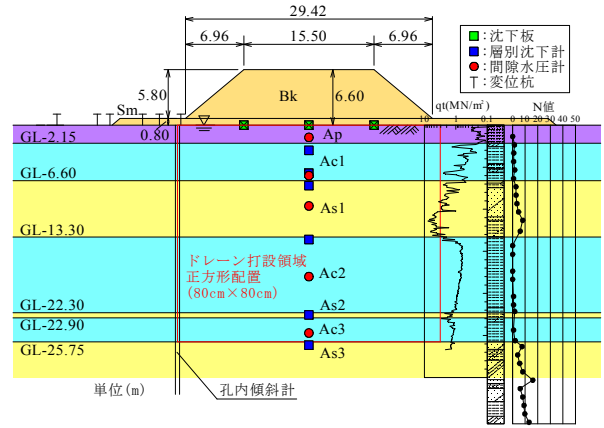 29.42
6.96
15.50
6.96
:沈下板
:層別沈下計
:間隙水圧計
:変位杭
5.80
Bk
6.60
Sm
0.80
qt(MN/㎡)
10
1
0.1
N値
0 10 20 30 40 50
Ap
GL-2.15
Ac1
GL-6.60
As1
GL-13.30
ドレーン打設領域
正方形配置
(80cm×80cm)
Ac2
GL-22.30
As2
GL-22.90
Ac3
GL-25.75
As3
単位(m)
孔内傾斜計